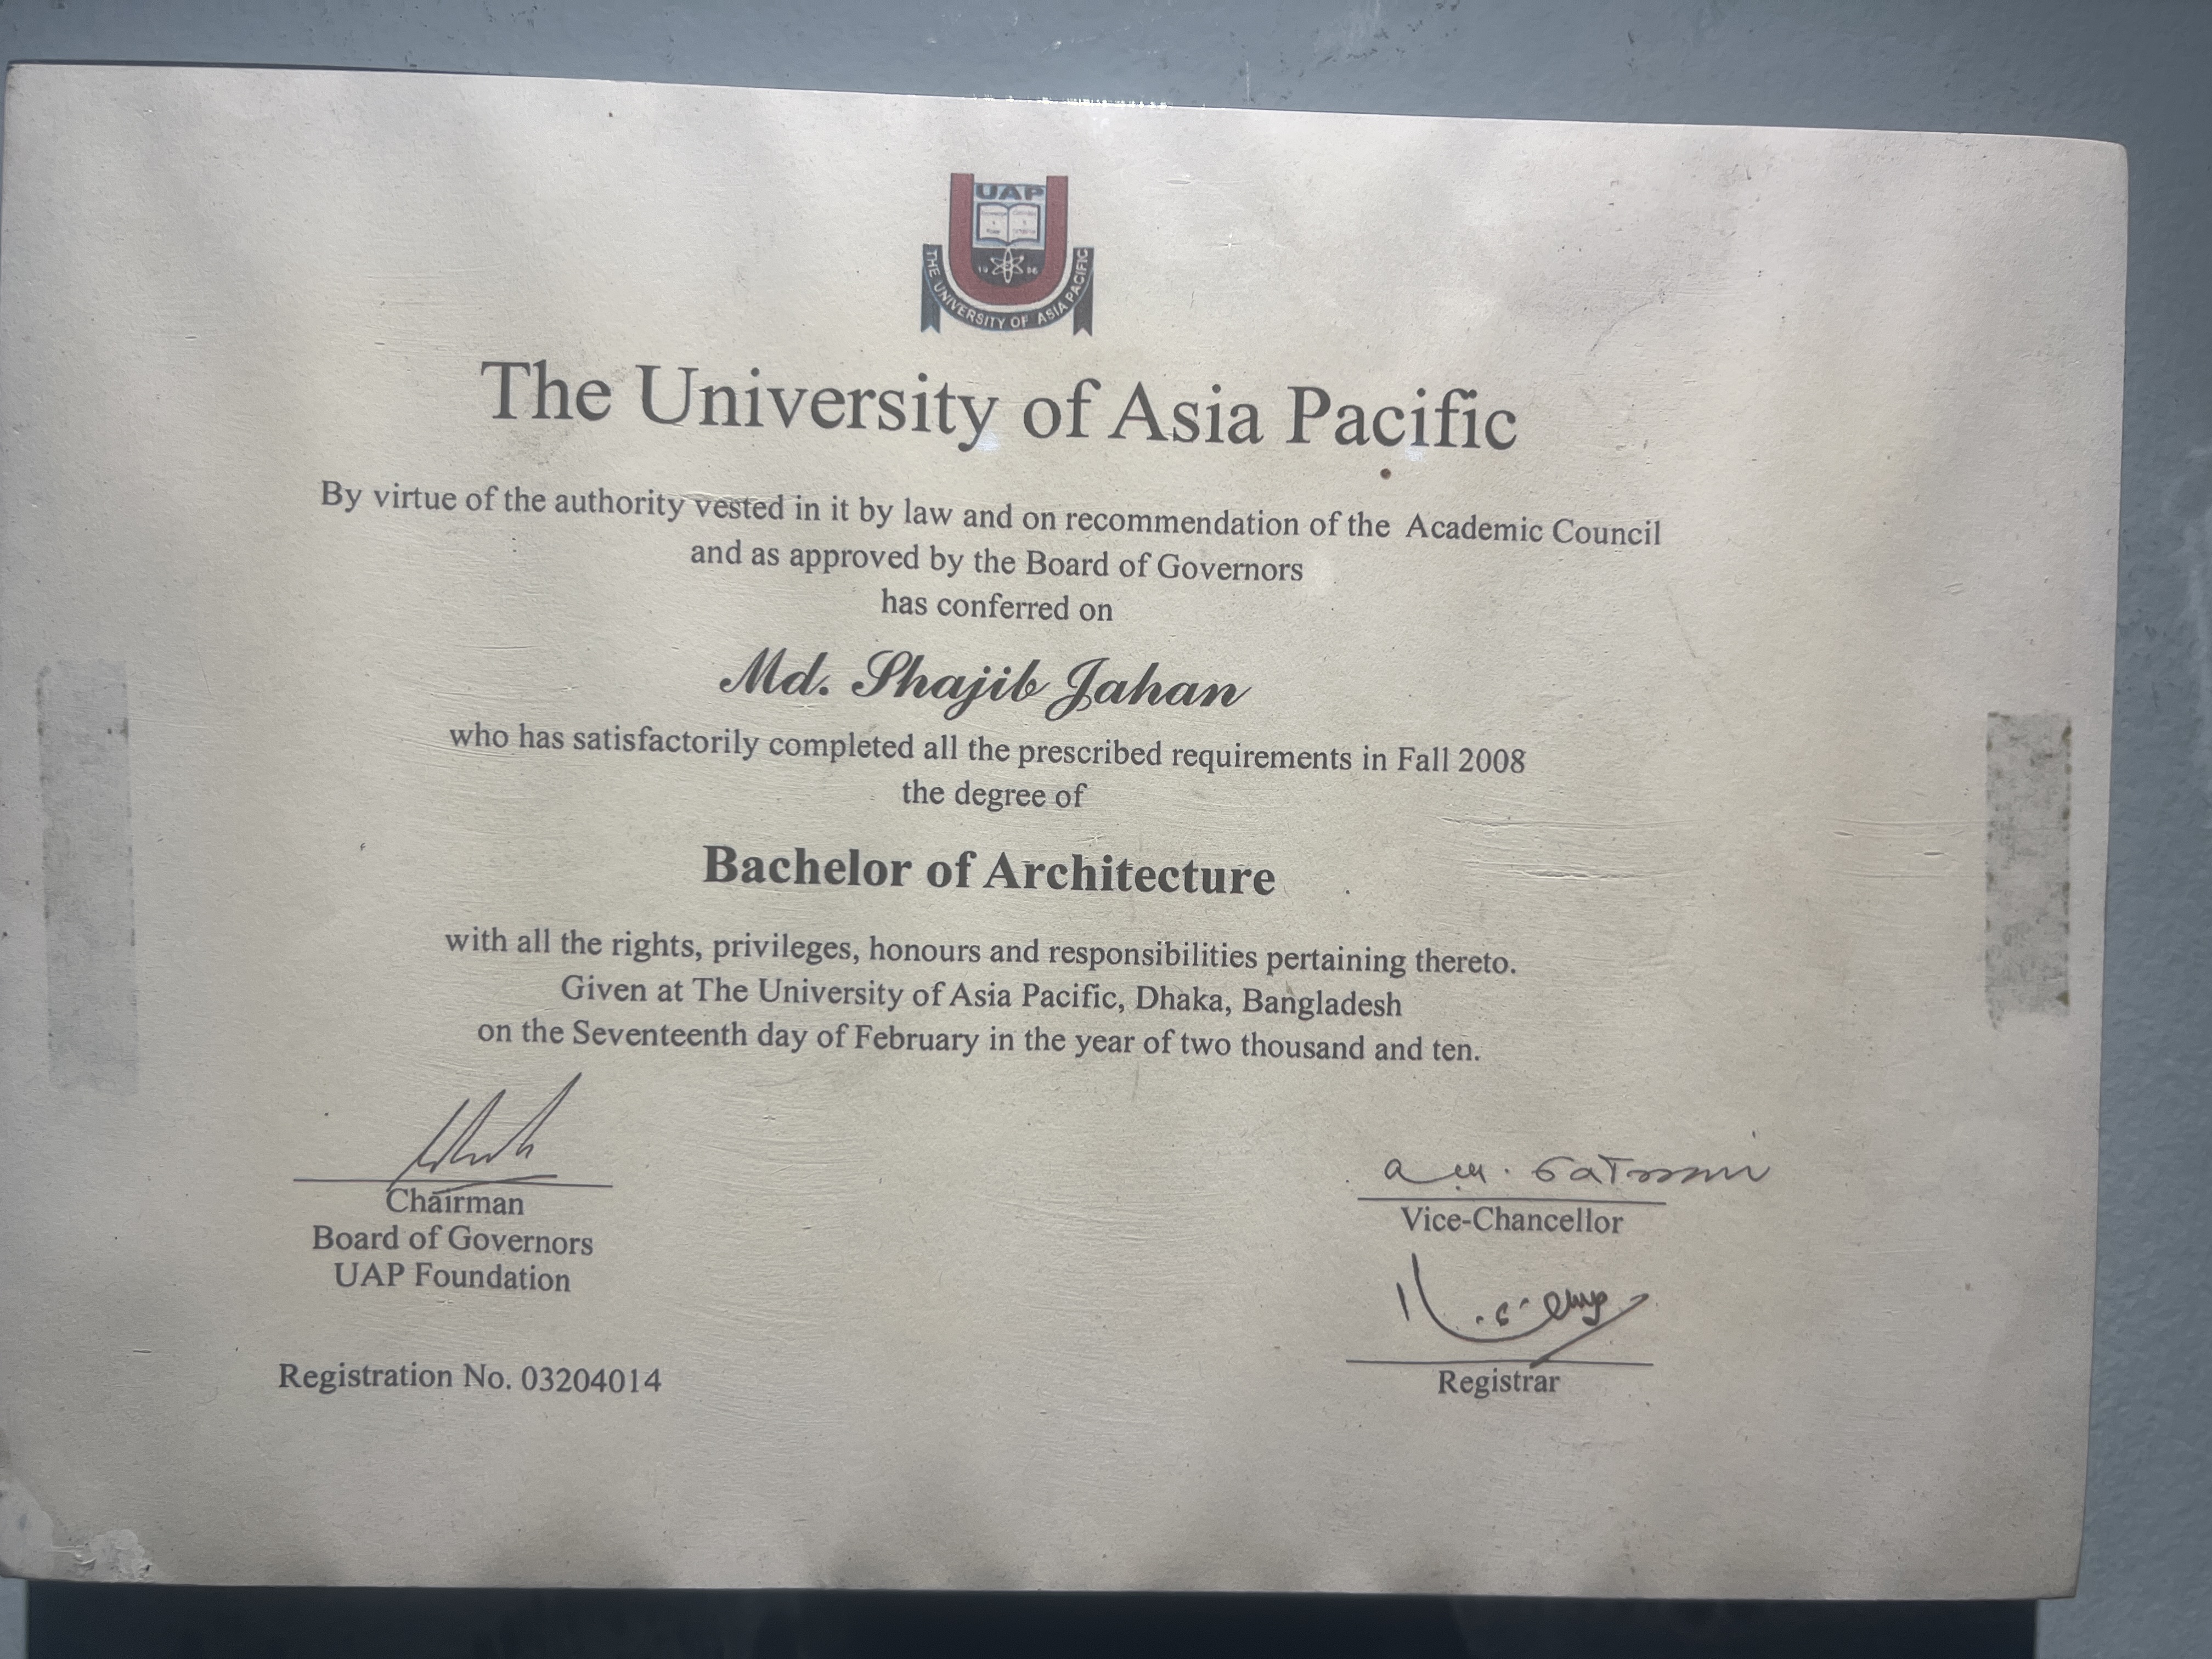 UAP
19 96
THE UNIVERSITY OF ASIA PACIFIC
The University of Asia Pacific
By virtue of the authority vested in it by law and on recommendation of the Academic Council
and as approved by the Board of Governors
has conferred on
Md. Shajib Jahan
who has satisfactorily completed all the prescribed requirements in Fall 2008
the degree of
Bachelor of Architecture
with all the rights, privileges, honours and responsibilities pertaining thereto.
Given at The University of Asia Pacific, Dhaka, Bangladesh
on the Seventeenth day of February in the year of two thousand and ten.
Chairman
Board of Governors
UAP Foundation
Vice-Chancellor
Registrar
Registration No. 03204014